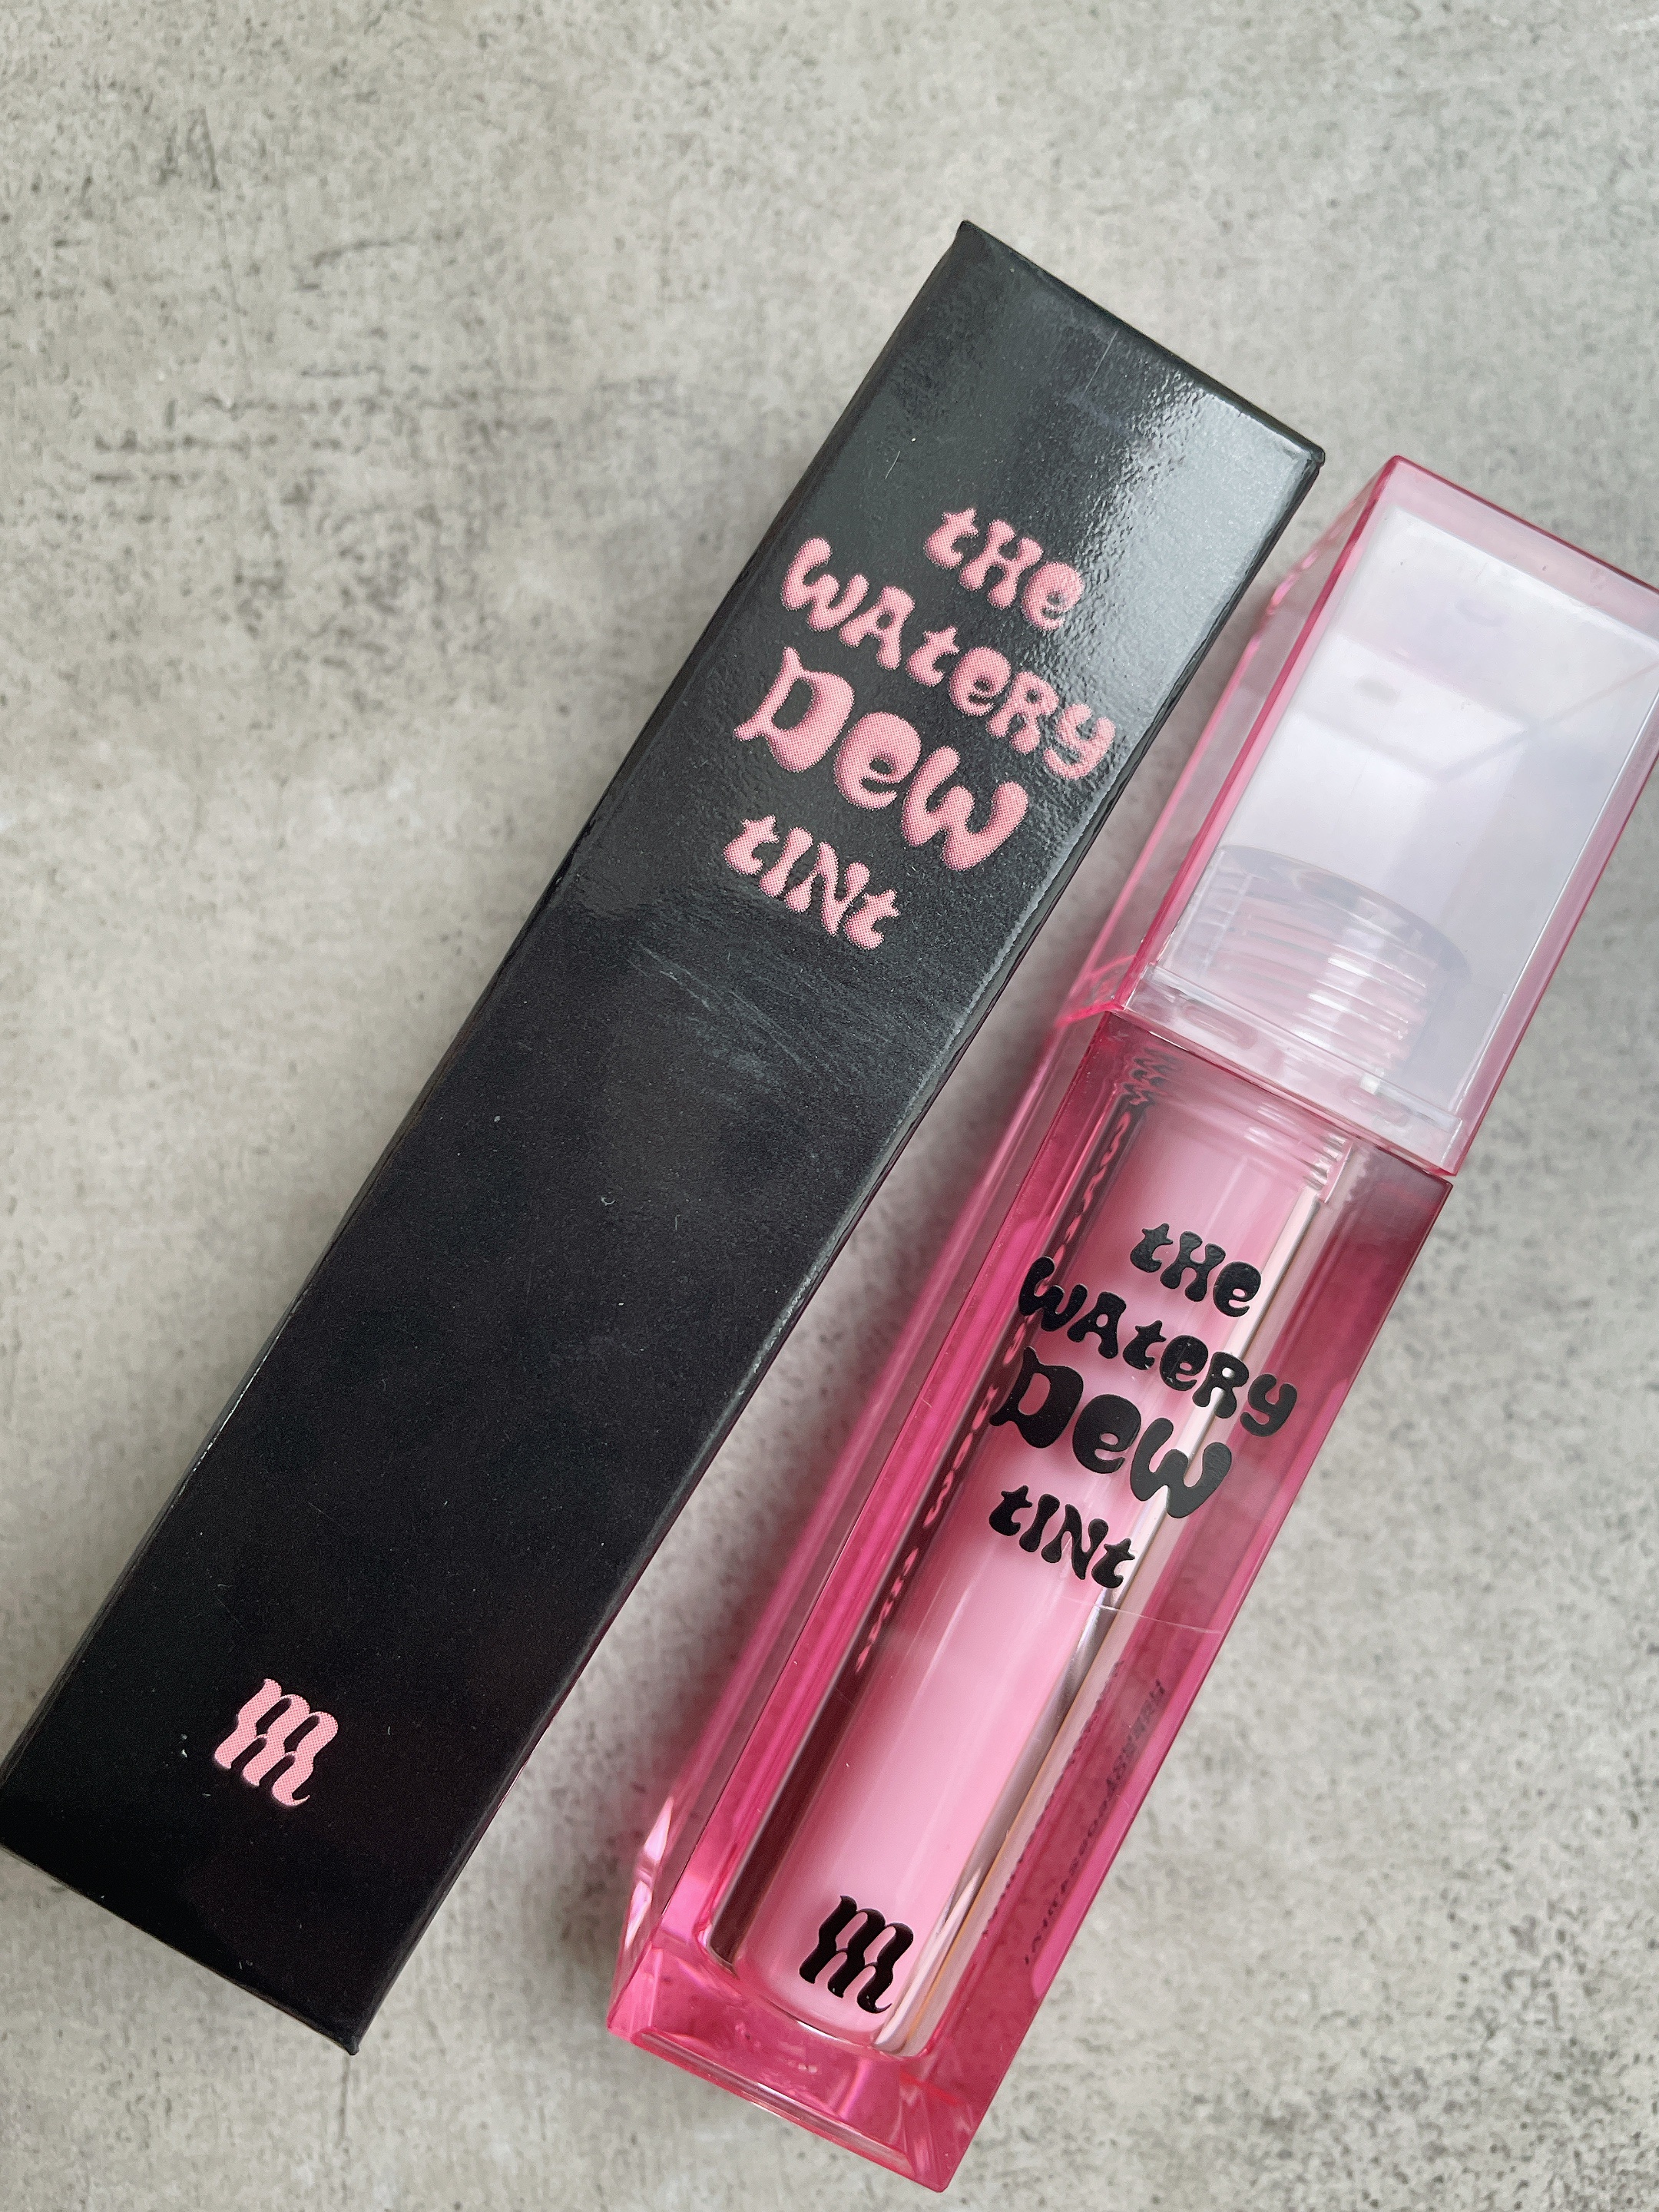 tHe
WAteRy
DeW
tINt
m
tHe
WAteRy
DeW
tINt
m